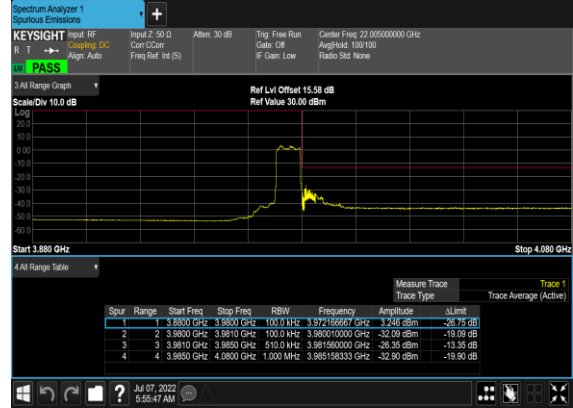 Spectrum Analyzer 1
Spurious Emissions
KEYSIGHT Input: RF Input Z: 50 Ω Atten: 30 dB Trig: Free Run Center Freq: 22.005000000 GHz
R T Coupling: DC Corr CCorr Gate: Off Avg|Hold: 100/100
Align: Auto Freq Ref: Int (S) IF Gain: Low Radio Std: None
PASS
3 All Range Graph Ref Lvl Offset 15.58 dB
Scale/Div 10.0 dB Ref Value 30.00 dBm
Log
20.0
10.0
0.00
-10.0
-20.0
-30.0
-40.0
-50.0
-60.0
Start 3.880 GHz Stop 4.080 GHz
4 All Range Table
Measure Trace Trace 1
Trace Type Trace Average (Active)
Spur Range Start Freq Stop Freq RBW Frequency Amplitude ΔLimit
1 1 3.8800 GHz 3.9800 GHz 100.0 kHz 3.972166667 GHz 3.246 dBm -26.75 dB
2 2 3.9800 GHz 3.9810 GHz 100.0 kHz 3.980010000 GHz -32.09 dBm -19.09 dB
3 3 3.9810 GHz 3.9850 GHz 510.0 kHz 3.981560000 GHz -26.35 dBm -13.35 dB
4 4 3.9850 GHz 4.0800 GHz 1.000 MHz 3.985158333 GHz -32.90 dBm -19.90 dB
? Jul 07, 2022
5:55:47 AM